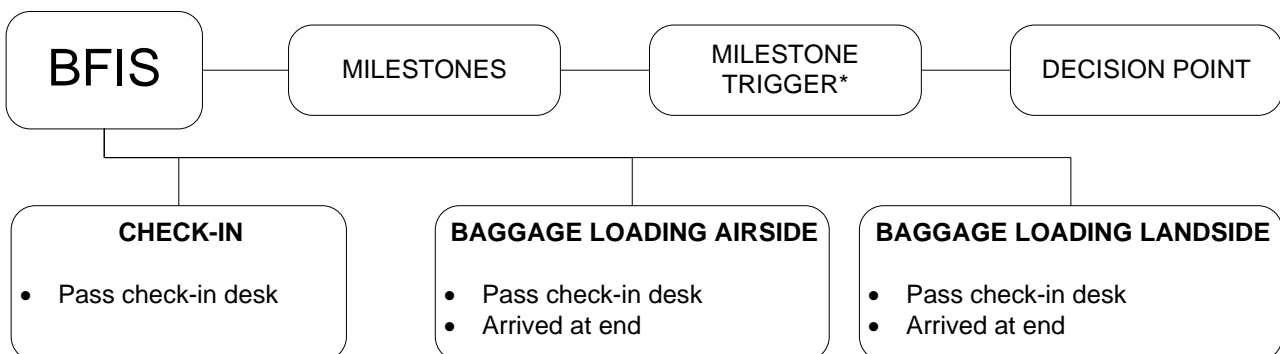 BFIS
MILESTONES
MILESTONE
TRIGGER*
DECISION POINT
CHECK-IN
• Pass check-in desk
BAGGAGE LOADING AIRSIDE
• Pass check-in desk
• Arrived at end
BAGGAGE LOADING LANDSIDE
• Pass check-in desk
• Arrived at end